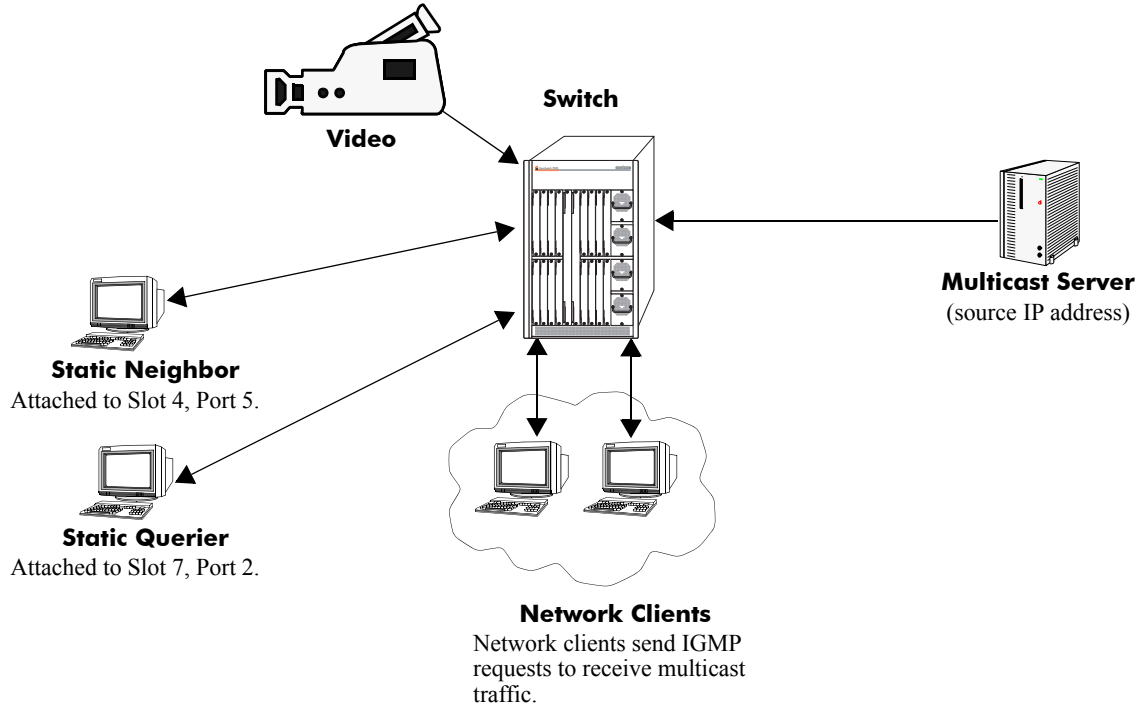 Switch
Video
Multicast Server
(source IP address)
Static Neighbor
Attached to Slot 4, Port 5.
Static Querier
Attached to Slot 7, Port 2.
Network Clients
Network clients send IGMP
requests to receive multicast
traffic.